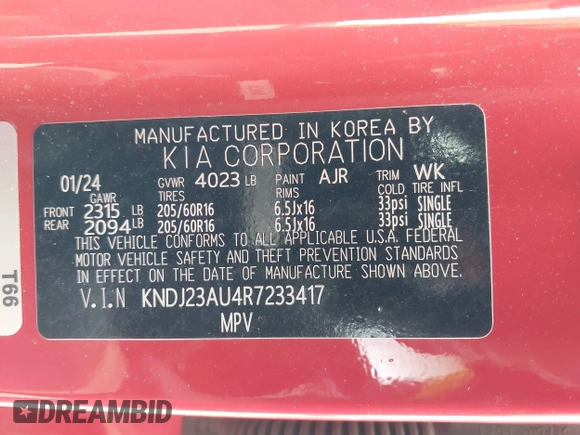 MANUFACTURED IN KOREA BY
KIA CORPORATION
01/24 GVWR 4023 LB PAINT AJR TRIM WK
GAWR TIRES RIMS COLD TIRE INFL
FRONT 2315 LB 205/60R16 6.5Jx16 33psi SINGLE
REAR 2094 LB 205/60R16 6.5Jx16 33psi SINGLE
THIS VEHICLE CONFORMS TO ALL APPLICABLE U.S.A. FEDERAL
MOTOR VEHICLE SAFETY AND THEFT PREVENTION STANDARDS
IN EFFECT ON THE DATE OF MANUFACTURE SHOWN ABOVE.
V.I.N KNDJ23AU4R7233417
MPV
T66
DREAMBID